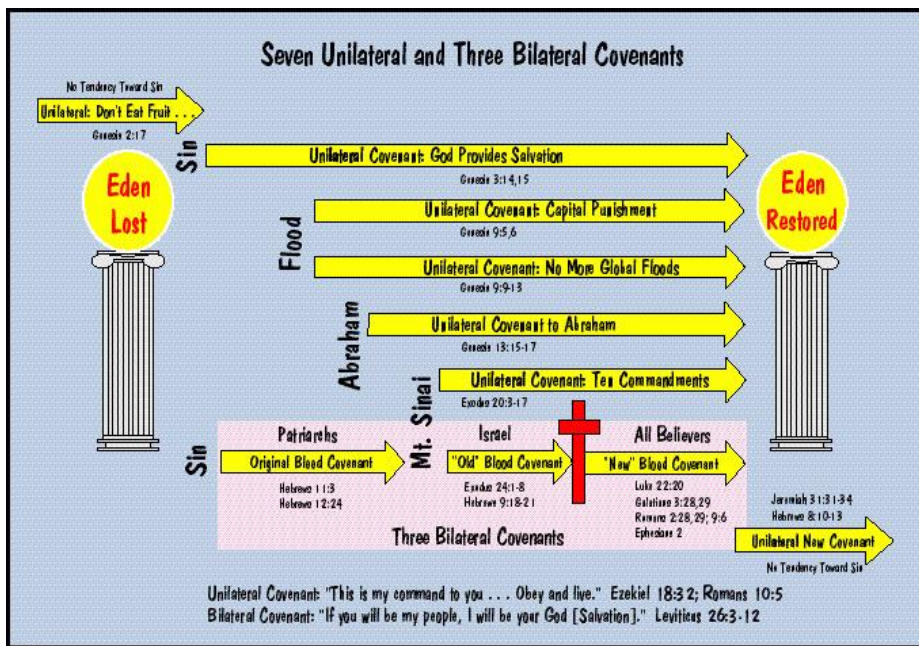 Seven Unilateral and Three Bilateral Covenants
No Tendency Toward Sin
Unilateral: Don't Eat Fruit . . .
Genesis 2:17
Eden
Lost
Sin
Unilateral Covenant: God Provides Salvation
Genesis 3:14,15
Eden
Restored
Flood
Unilateral Covenant: Capital Punishment
Genesis 9:5,6
Unilateral Covenant: No More Global Floods
Genesis 9:9-13
Abraham
Unilateral Covenant to Abraham
Genesis 13:15-17
Mt. Sinai
Unilateral Covenant: Ten Commandments
Exodus 20:3-17
Sin
Patriarchs
Original Blood Covenant
Hebrews 11:3
Hebrews 12:24
Israel
"Old" Blood Covenant
Exodus 24:1-8
Hebrews 9:18-21
All Believers
"New" Blood Covenant
Luke 22:20
Galatians 3:28,29
Romans 2:28,29; 9:6
Ephesians 2
Three Bilateral Covenants
Jeremiah 31:31-34
Hebrews 8:10-13
Unilateral New Covenant
No Tendency Toward Sin
Unilateral Covenant: "This is my command to you . . . Obey and live." Ezekiel 18:32; Romans 10:5
Bilateral Covenant: "If you will be my people, I will be your God [Salvation]." Leviticus 26:3-12